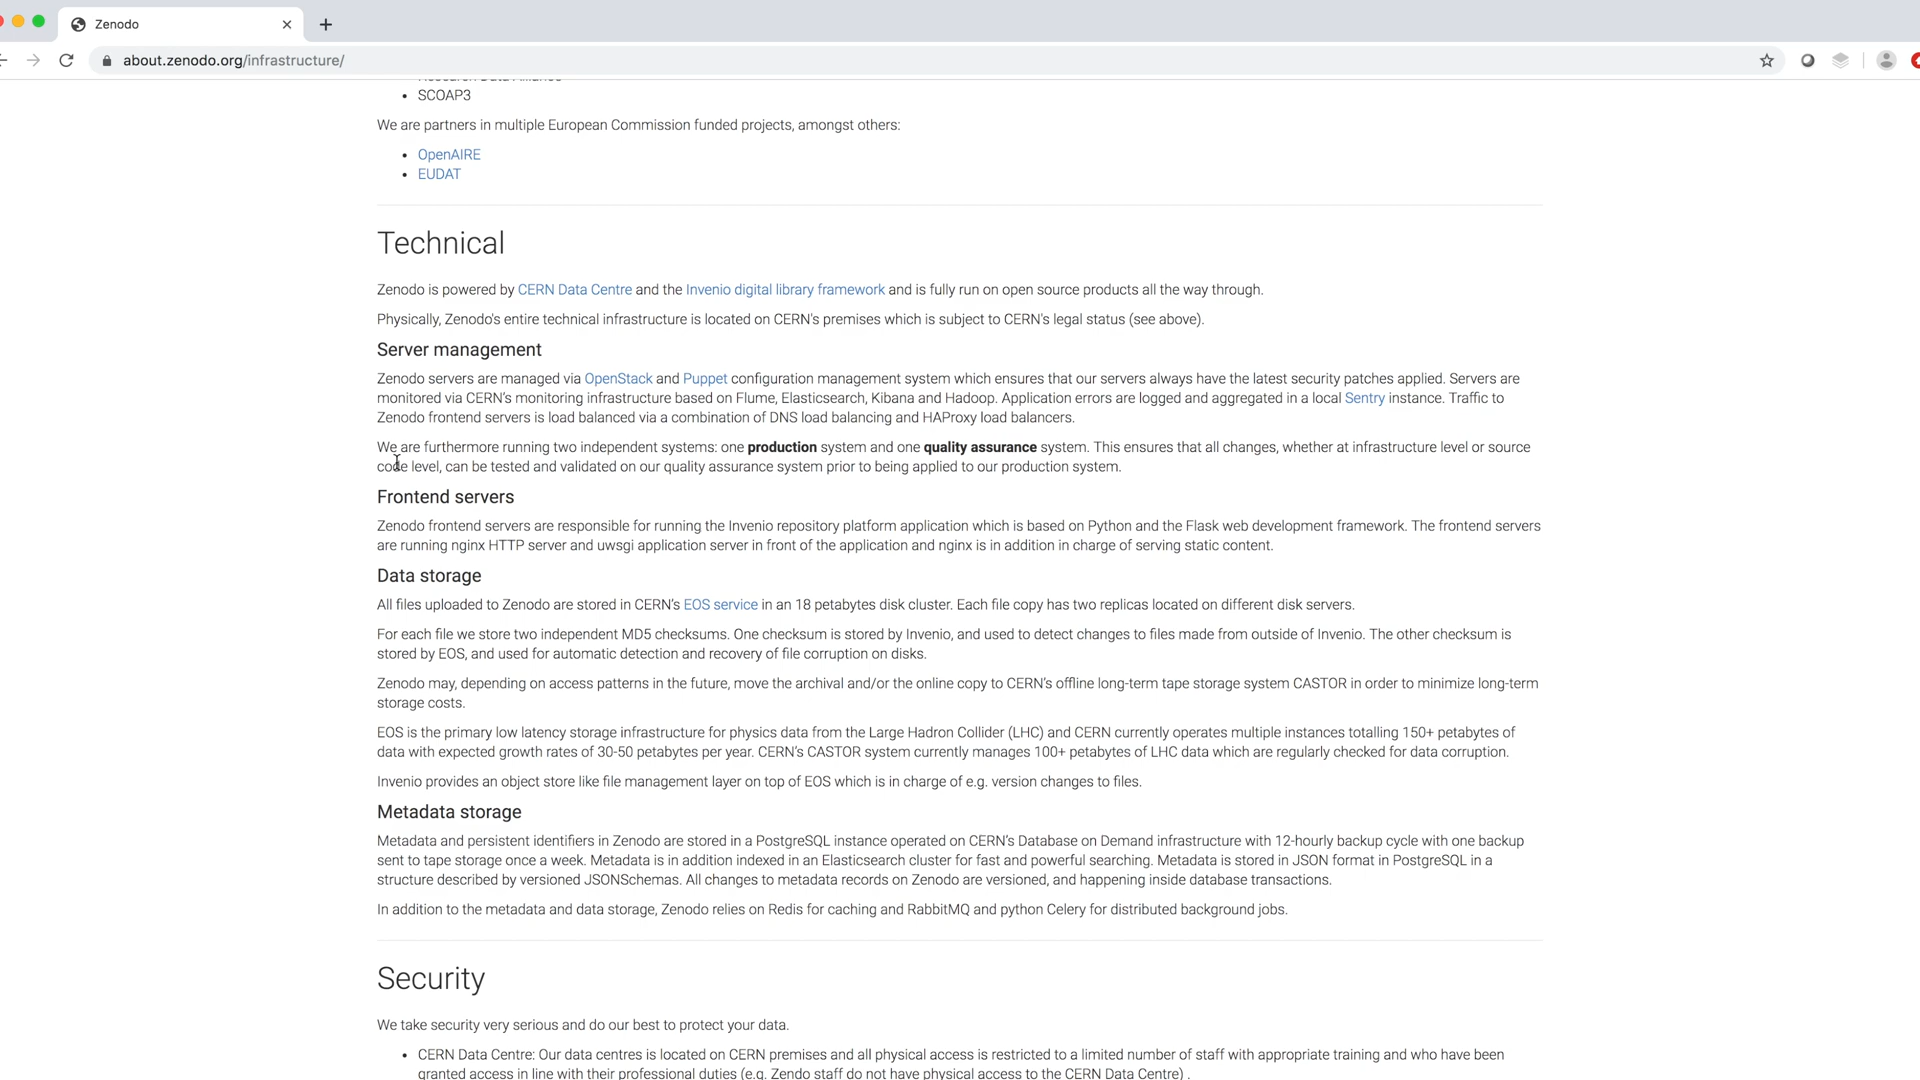 Zenodo
about.zenodo.org/infrastructure/
Research Data Alliance
• SCOAP3
We are partners in multiple European Commission funded projects, amongst others:
• OpenAIRE
• EUDAT
Technical
Zenodo is powered by CERN Data Centre and the Invenio digital library framework and is fully run on open source products all the way through.
Physically, Zenodo's entire technical infrastructure is located on CERN's premises which is subject to CERN's legal status (see above).
Server management
Zenodo servers are managed via OpenStack and Puppet configuration management system which ensures that our servers always have the latest security patches applied. Servers are
monitored via CERN's monitoring infrastructure based on Flume, Elasticsearch, Kibana and Hadoop. Application errors are logged and aggregated in a local Sentry instance. Traffic to
Zenodo frontend servers is load balanced via a combination of DNS load balancing and HAProxy load balancers.
We are furthermore running two independent systems: one production system and one quality assurance system. This ensures that all changes, whether at infrastructure level or source
code level, can be tested and validated on our quality assurance system prior to being applied to our production system.
Frontend servers
Zenodo frontend servers are responsible for running the Invenio repository platform application which is based on Python and the Flask web development framework. The frontend servers
are running nginx HTTP server and uwsgi application server in front of the application and nginx is in addition in charge of serving static content.
Data storage
All files uploaded to Zenodo are stored in CERN's EOS service in an 18 petabytes disk cluster. Each file copy has two replicas located on different disk servers.
For each file we store two independent MD5 checksums. One checksum is stored by Invenio, and used to detect changes to files made from outside of Invenio. The other checksum is
stored by EOS, and used for automatic detection and recovery of file corruption on disks.
Zenodo may, depending on access patterns in the future, move the archival and/or the online copy to CERN's offline long-term tape storage system CASTOR in order to minimize long-term
storage costs.
EOS is the primary low latency storage infrastructure for physics data from the Large Hadron Collider (LHC) and CERN currently operates multiple instances totalling 150+ petabytes of
data with expected growth rates of 30-50 petabytes per year. CERN's CASTOR system currently manages 100+ petabytes of LHC data which are regularly checked for data corruption.
Invenio provides an object store like file management layer on top of EOS which is in charge of e.g. version changes to files.
Metadata storage
Metadata and persistent identifiers in Zenodo are stored in a PostgreSQL instance operated on CERN's Database on Demand infrastructure with 12-hourly backup cycle with one backup
sent to tape storage once a week. Metadata is in addition indexed in an Elasticsearch cluster for fast and powerful searching. Metadata is stored in JSON format in PostgreSQL in a
structure described by versioned JSONSchemas. All changes to metadata records on Zenodo are versioned, and happening inside database transactions.
In addition to the metadata and data storage, Zenodo relies on Redis for caching and RabbitMQ and python Celery for distributed background jobs.
Security
We take security very serious and do our best to protect your data.
• CERN Data Centre: Our data centres is located on CERN premises and all physical access is restricted to a limited number of staff with appropriate training and who have been
granted access in line with their professional duties (e.g. Zendo staff do not have physical access to the CERN Data Centre) .